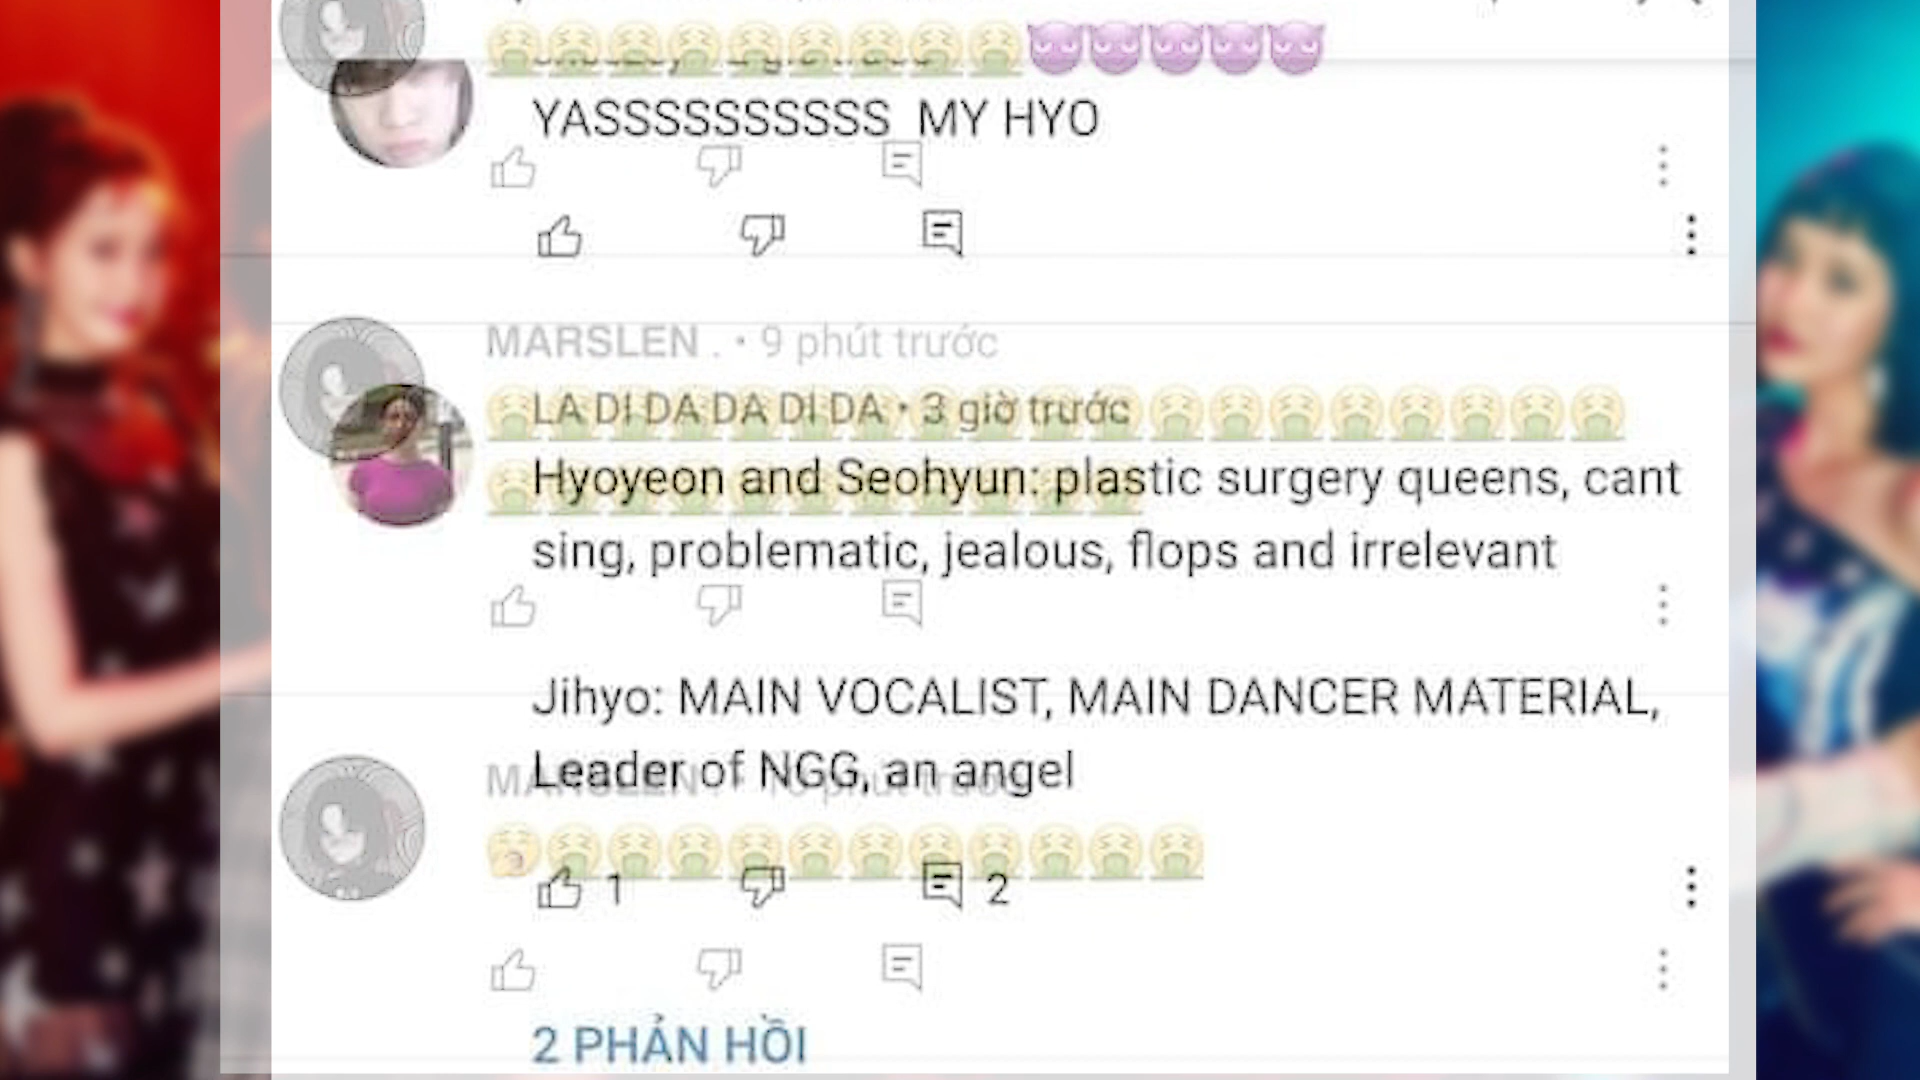 YASSSSSSSSSS MY HYO
MARSLEN . • 9 phút trước
LA DI DA DA DI DA • 3 giờ trước
Hyoyeon and Seohyun: plastic surgery queens, cant
sing, problematic, jealous, flops and irrelevant
Jihyo: MAIN VOCALIST, MAIN DANCER MATERIAL,
Leader of NGG, an angel
MARSLEN
1
2
2 PHẢN HỒI